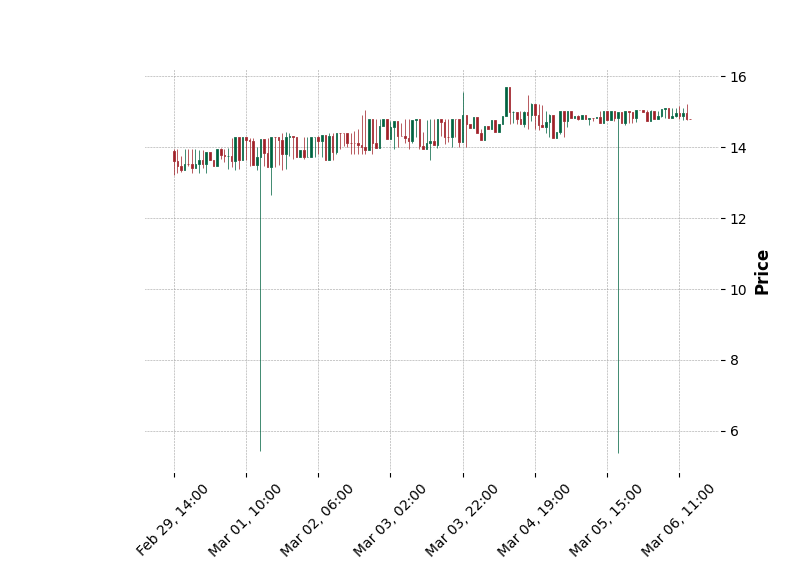 16
14
12
10
8
6
Price
Feb 29, 14:00
Mar 01, 10:00
Mar 02, 06:00
Mar 03, 02:00
Mar 03, 22:00
Mar 04, 19:00
Mar 05, 15:00
Mar 06, 11:00